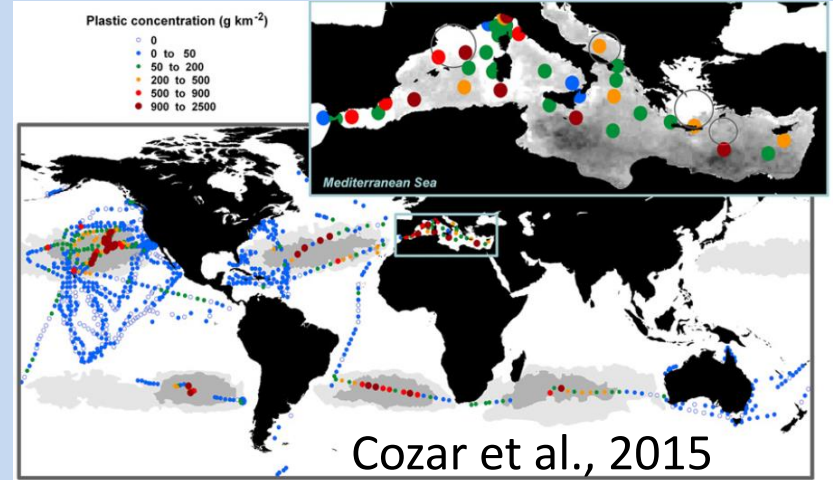 Plastic concentration (g km-2)
0
0 to 50
50 to 200
200 to 500
500 to 900
900 to 2500
Mediterranean Sea
Cozar et al., 2015